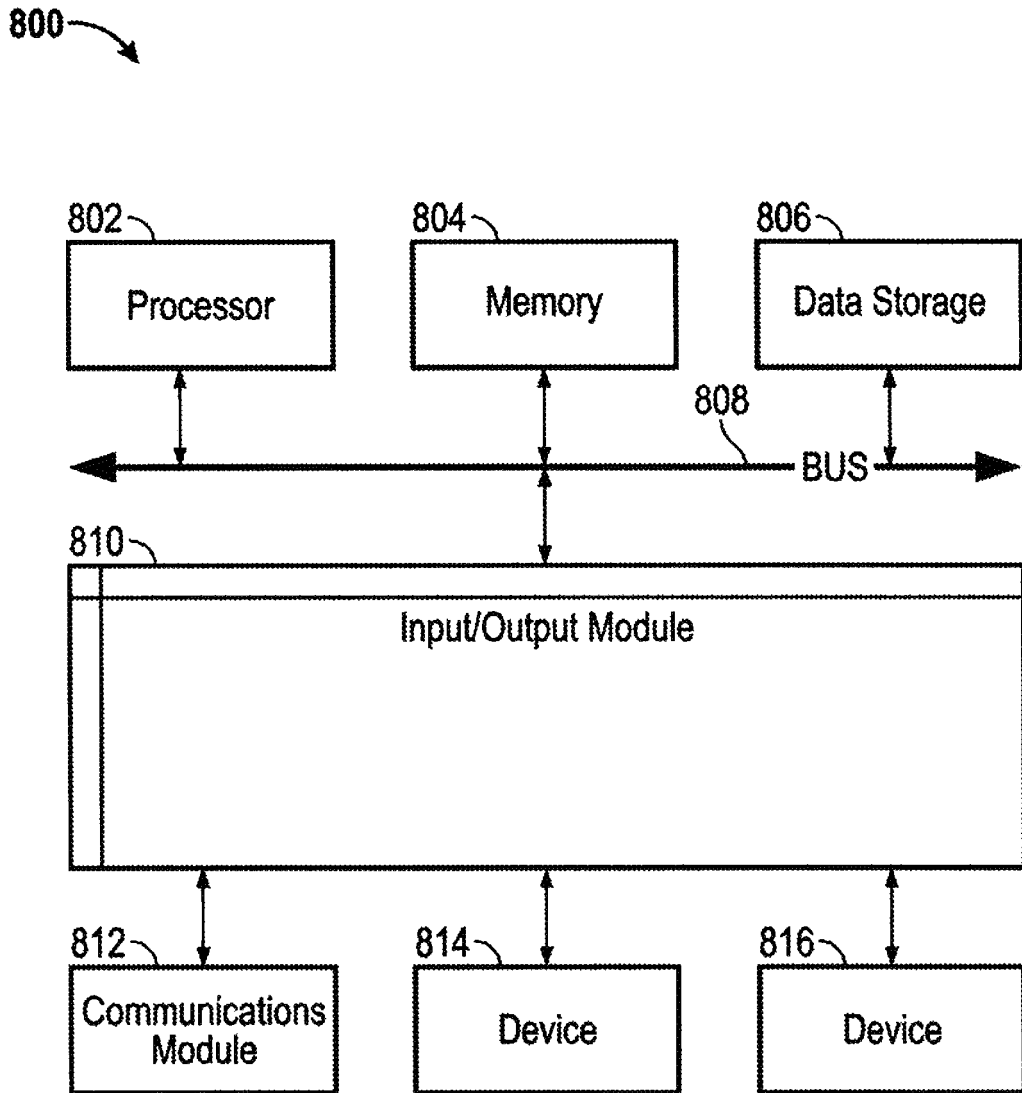 800
802
804
806
Processor
Memory
Data Storage
808
BUS
810
Input/Output Module
812
814
816
Communications
Module
Device
Device